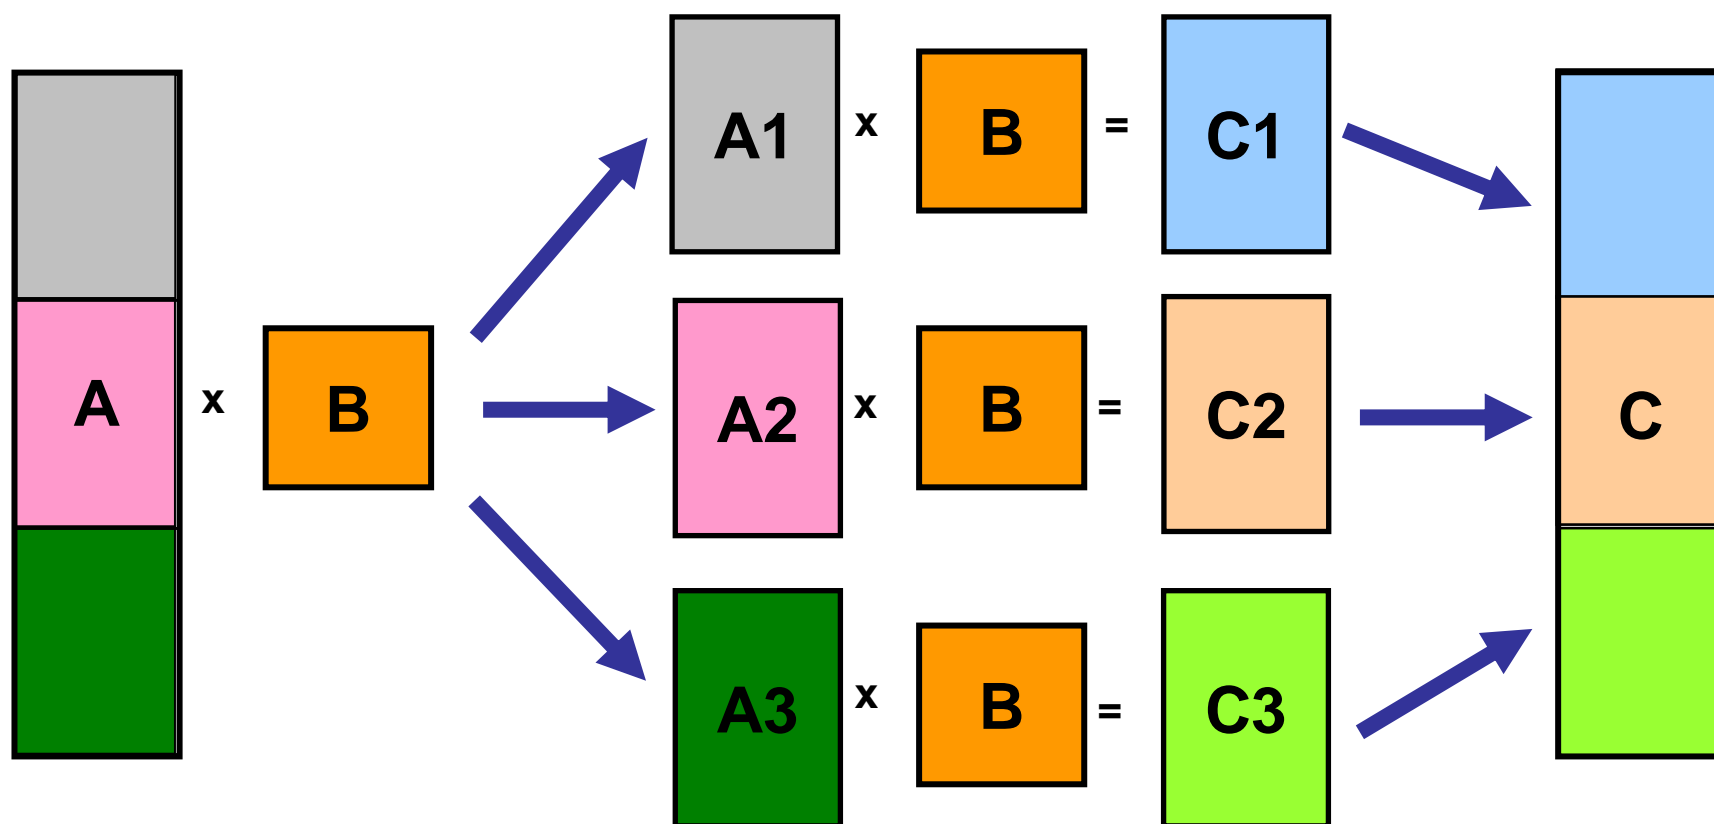 A x B
A1 x B = C1
A2 x B = C2
A3 x B = C3
C